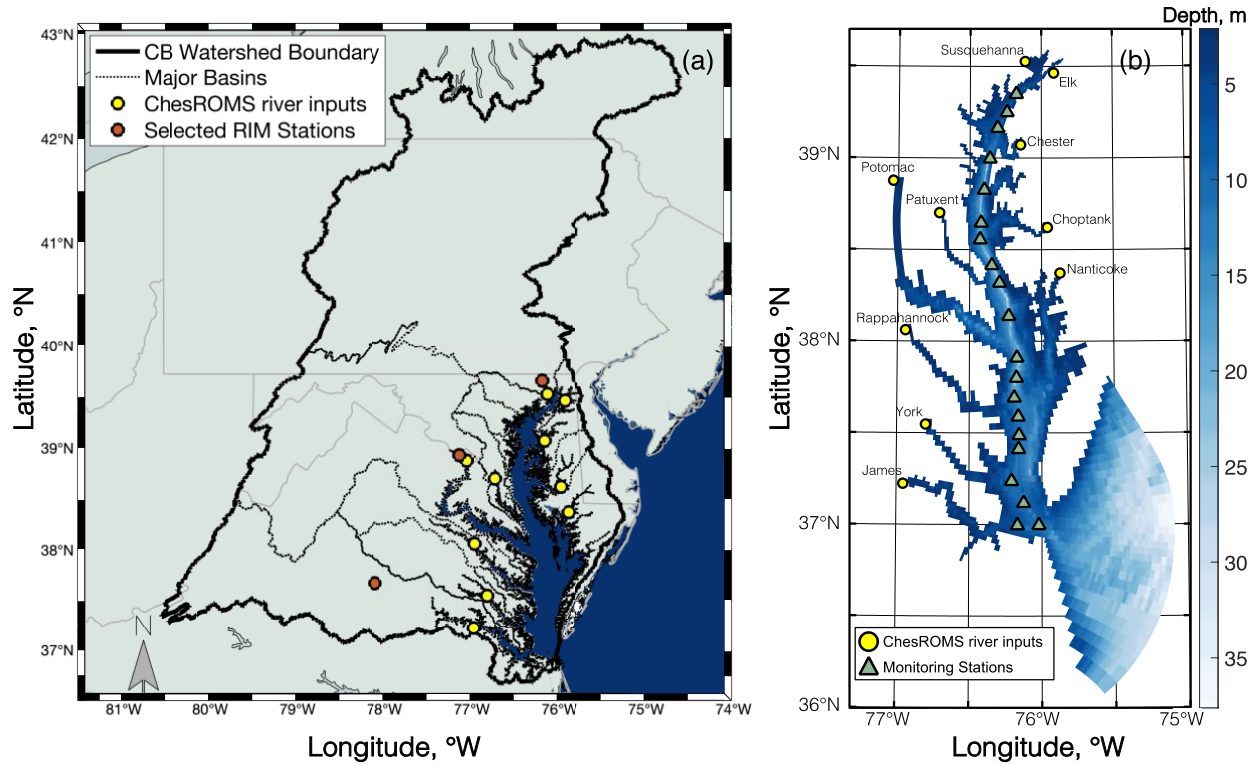 43°N
42°N
41°N
40°N
39°N
38°N
37°N
Latitude, °N
CB Watershed Boundary
Major Basins
ChesROMS river inputs
Selected RIM Stations
(a)
N
81°W
80°W
79°W
78°W
77°W
76°W
75°W
74°W
Longitude, °W
Depth, m
(b)
Susquehanna
Elk
Chester
Potomac
Patuxent
Choptank
Nanticoke
Rappahannock
York
James
39°N
38°N
37°N
36°N
Latitude, °N
ChesROMS river inputs
Monitoring Stations
77°W
76°W
75°W
Longitude, °W
5
10
15
20
25
30
35